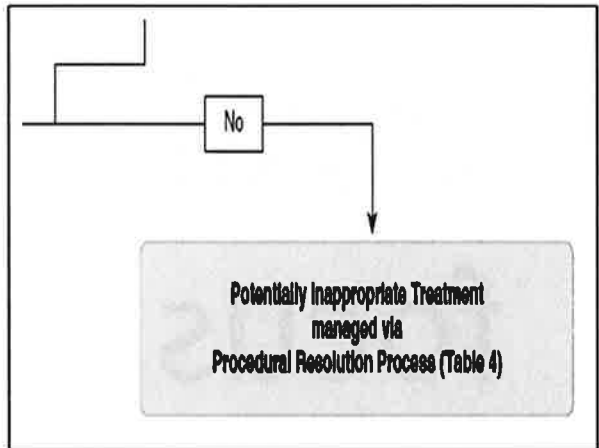 No
Potentially Inappropriate Treatment
managed via
Procedural Resolution Process (Table 4)